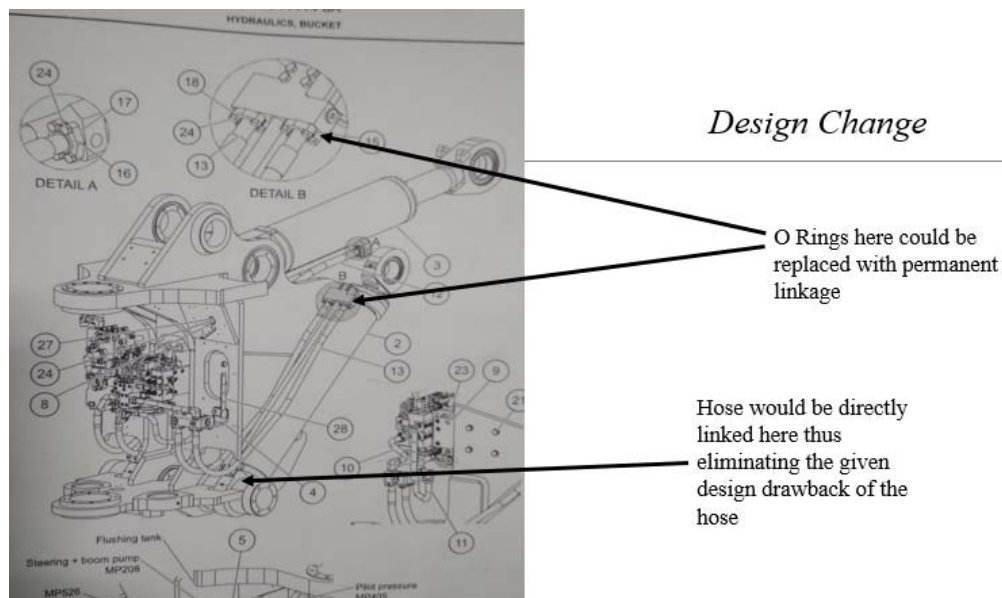 HYDRAULICS, BUCKET
24
17
16
DETAIL A
18
24
13
15
DETAIL B
A
3
B
12
2
27
13
24
8
23
9
21
28
10
4
11
Flushing tank
5
Steering + boom pump
MP208
Pilot pressure
MP526
MP405
Design Change
O Rings here could be
replaced with permanent
linkage
Hose would be directly
linked here thus
eliminating the given
design drawback of the
hose